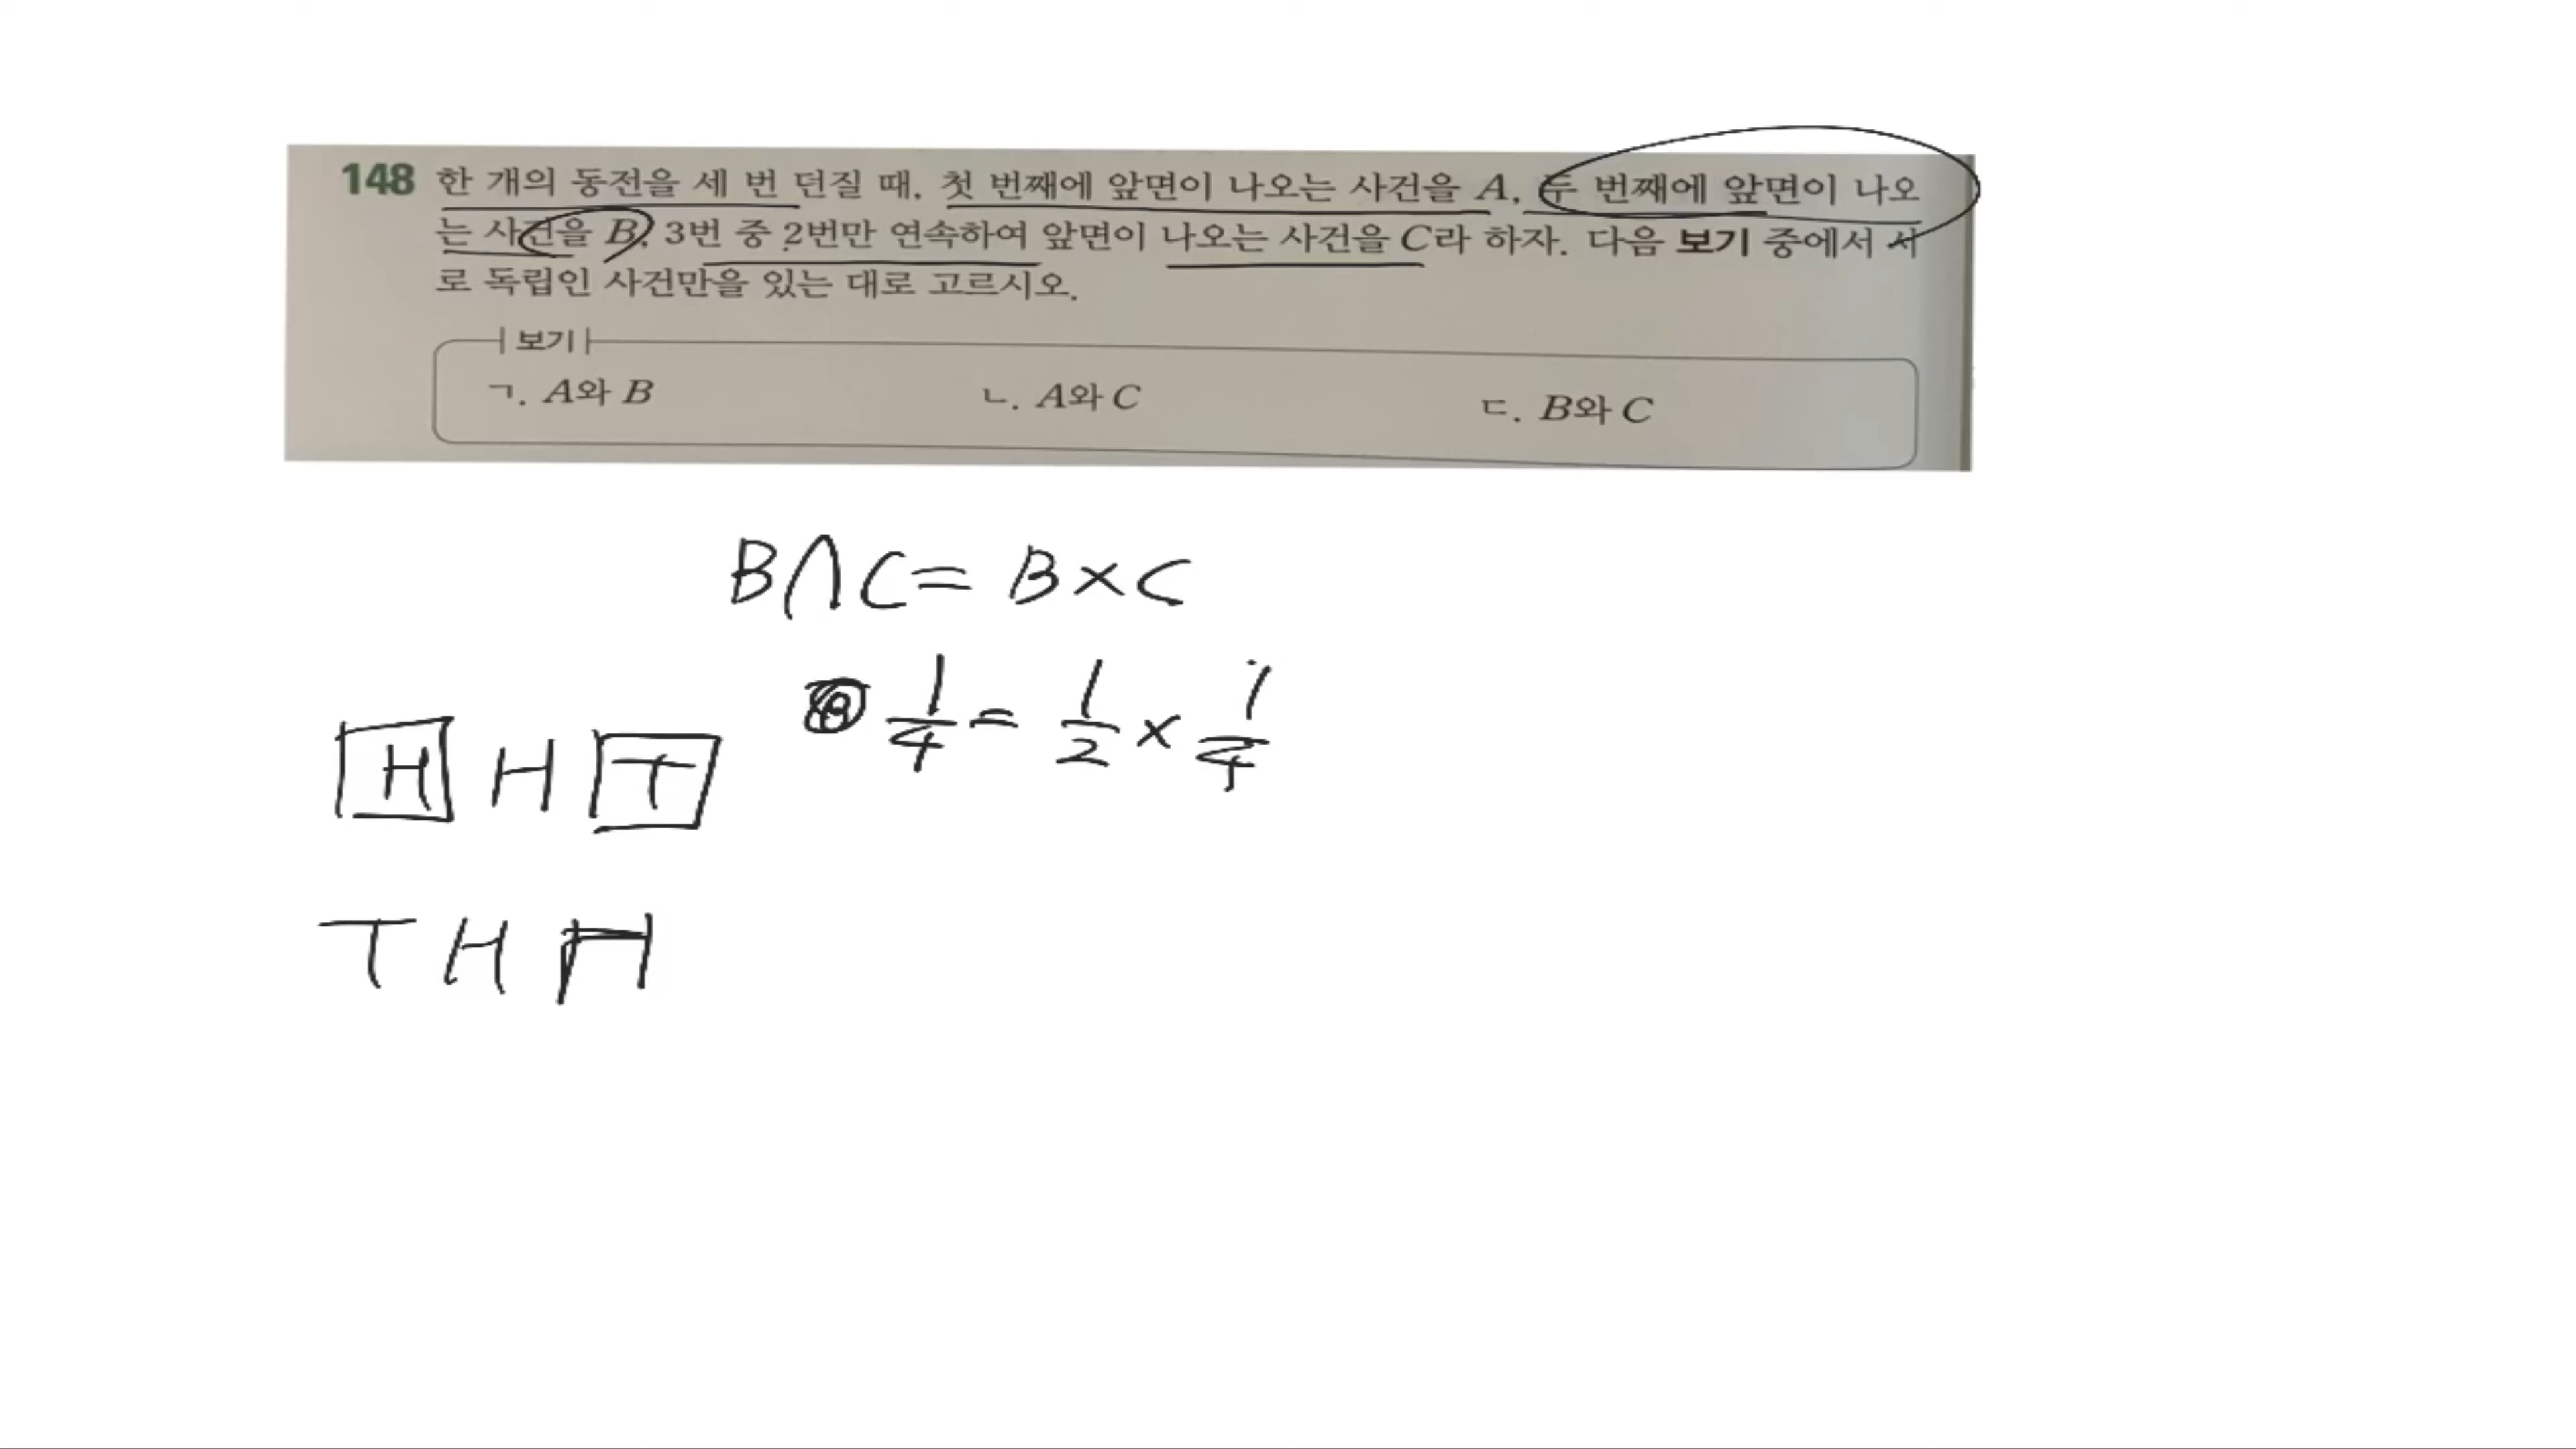 148 한 개의 동전을 세 번 던질 때, 첫 번째에 앞면이 나오는 사건을 A, 두 번째에 앞면이 나오
는 사건을 B, 3번 중 2번만 연속하여 앞면이 나오는 사건을 C라 하자. 다음 보기 중에서 서
로 독립인 사건만을 있는 대로 고르시오.
보기
ㄱ. A와 B ㄴ. A와 C ㄷ. B와 C
B∩C = B×C
1/4 = 1/2 × 1/4
H H T
T H H